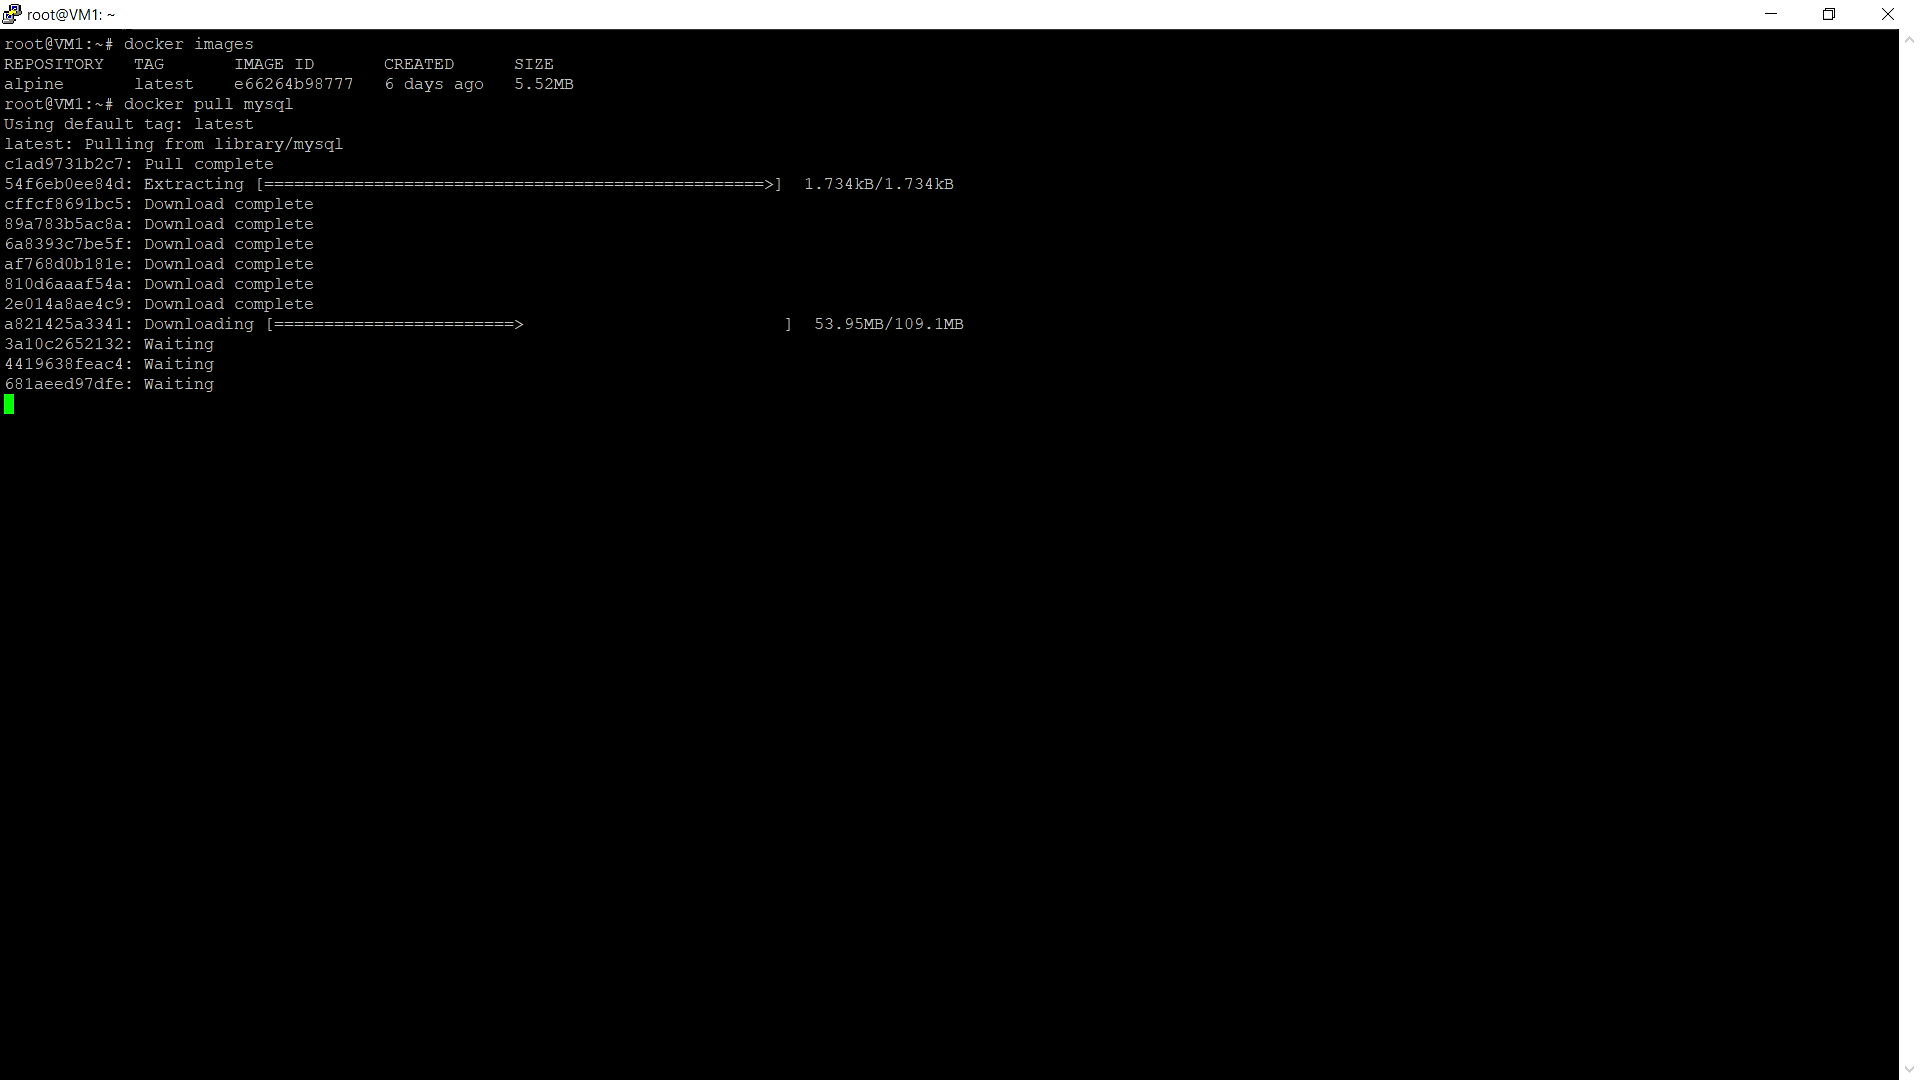 root@VM1: ~
root@VM1:~# docker images
REPOSITORY   TAG       IMAGE ID       CREATED      SIZE
alpine       latest    e66264b98777   6 days ago   5.52MB
root@VM1:~# docker pull mysql
Using default tag: latest
latest: Pulling from library/mysql
c1ad9731b2c7: Pull complete
54f6eb0ee84d: Extracting [==================================================>]  1.734kB/1.734kB
cffcf8691bc5: Download complete
89a783b5ac8a: Download complete
6a8393c7be5f: Download complete
af768d0b181e: Download complete
810d6aaaf54a: Download complete
2e014a8ae4c9: Download complete
a821425a3341: Downloading [========================>                          ]  53.95MB/109.1MB
3a10c2652132: Waiting
4419638feac4: Waiting
681aeed97dfe: Waiting